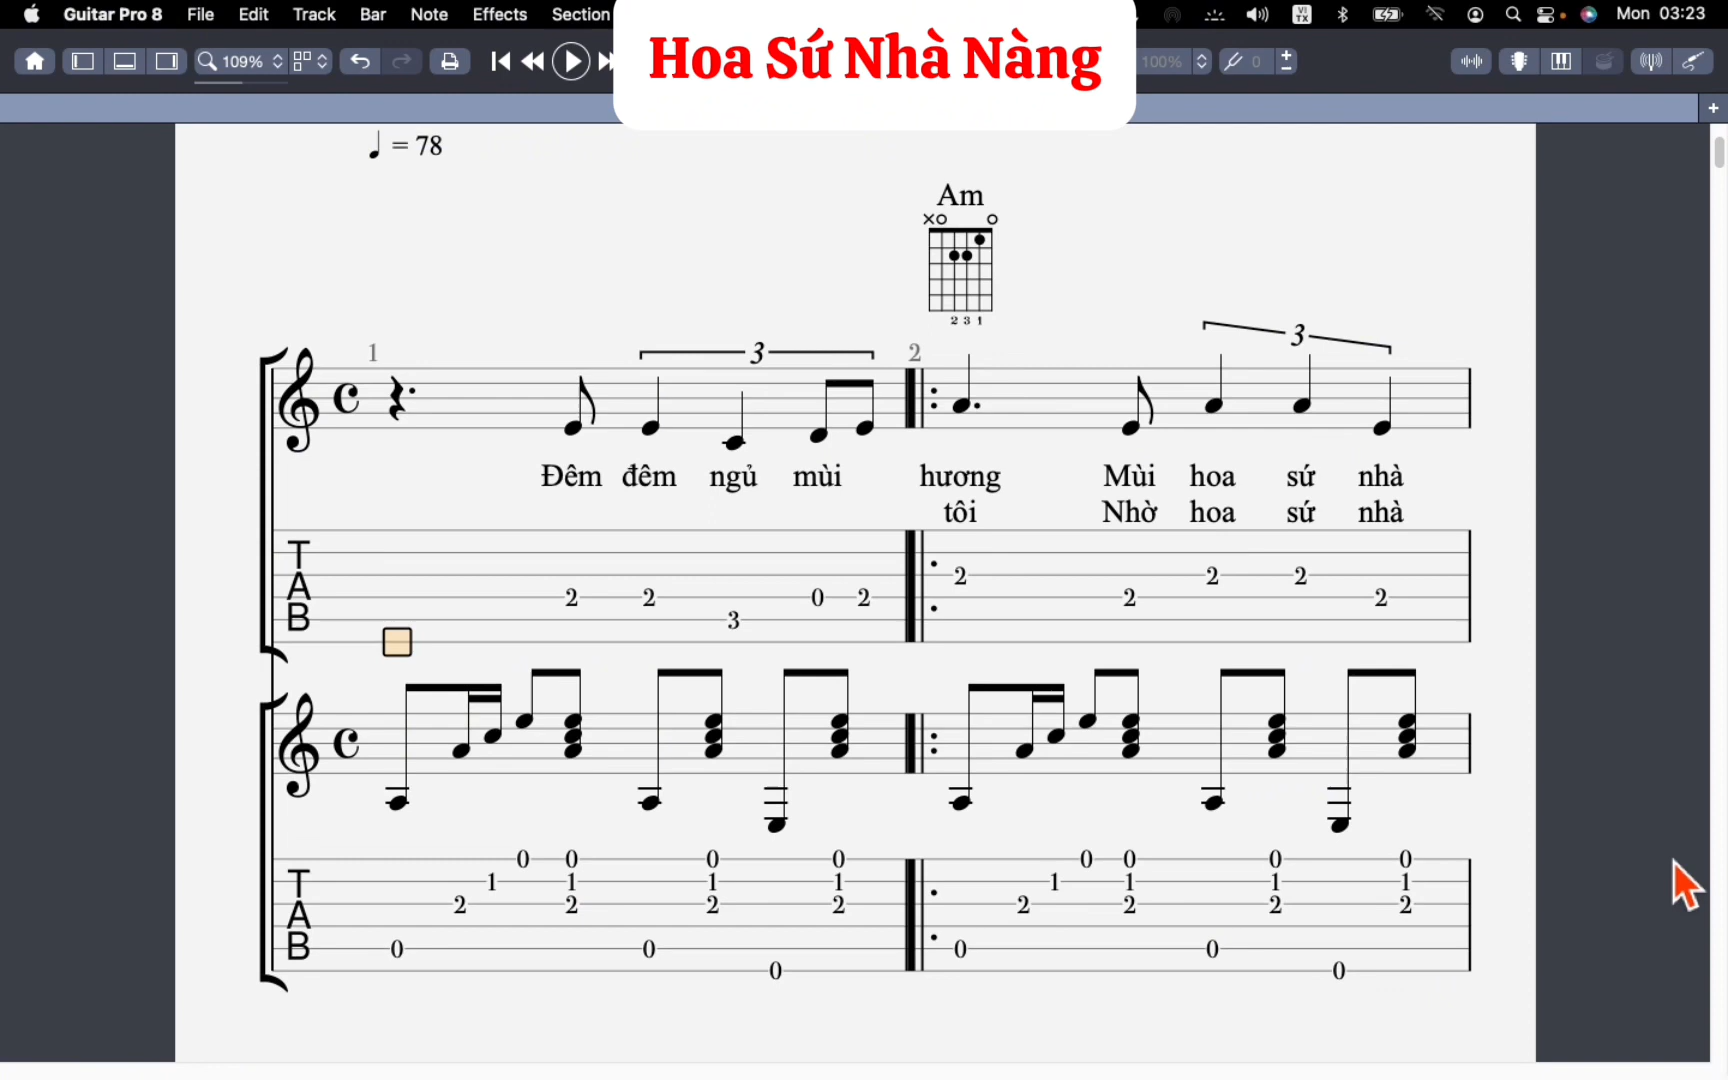 Guitar Pro 8 File Edit Track Bar Note Effects Section Mon 03:23
109% 100% 0
Hoa Sứ Nhà Nàng
= 78
Am
2 3 1
1 3 2 3
Đêm đêm ngủ mùi hương Mùi hoa sứ nhà
tôi Nhờ hoa sứ nhà
T
A
B
2 2 3 0 2 2 2 2 2 2
T
A
B
0 0 0 0 0 0 0 0
1 1 1 1 1 1 1 1
2 2 2 2 2 2 2 2
0 0 0 0
0 0